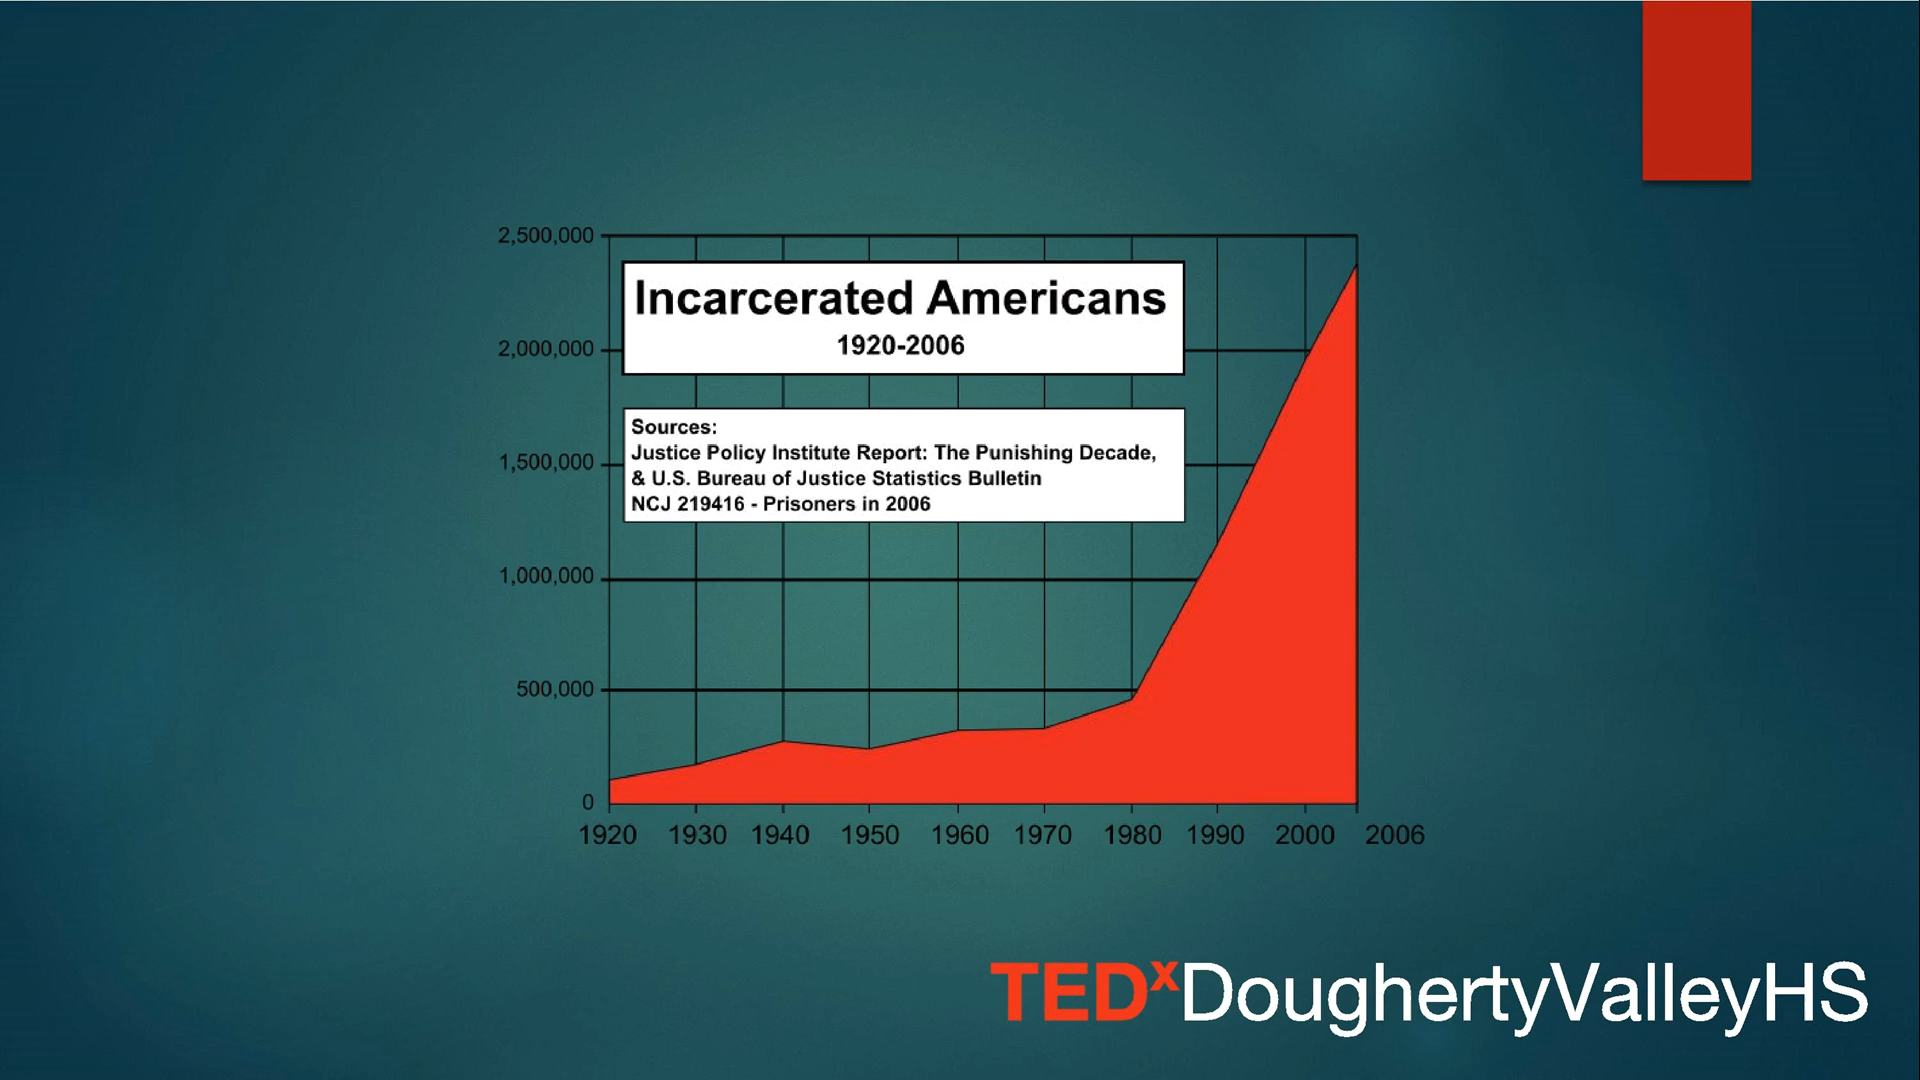 2,500,000
Incarcerated Americans
1920-2006
2,000,000
Sources:
Justice Policy Institute Report: The Punishing Decade,
& U.S. Bureau of Justice Statistics Bulletin
NCJ 219416 - Prisoners in 2006
1,500,000
1,000,000
500,000
0
1920 1930 1940 1950 1960 1970 1980 1990 2000 2006
TEDxDoughertyValleyHS